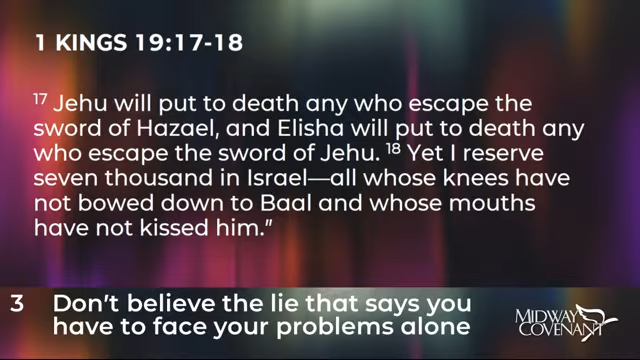 1 KINGS 19:17-18
17 Jehu will put to death any who escape the
sword of Hazael, and Elisha will put to death any
who escape the sword of Jehu. 18 Yet I reserve
seven thousand in Israel—all whose knees have
not bowed down to Baal and whose mouths
have not kissed him.”
3 Don’t believe the lie that says you
have to face your problems alone
MIDWAY
COVENANT